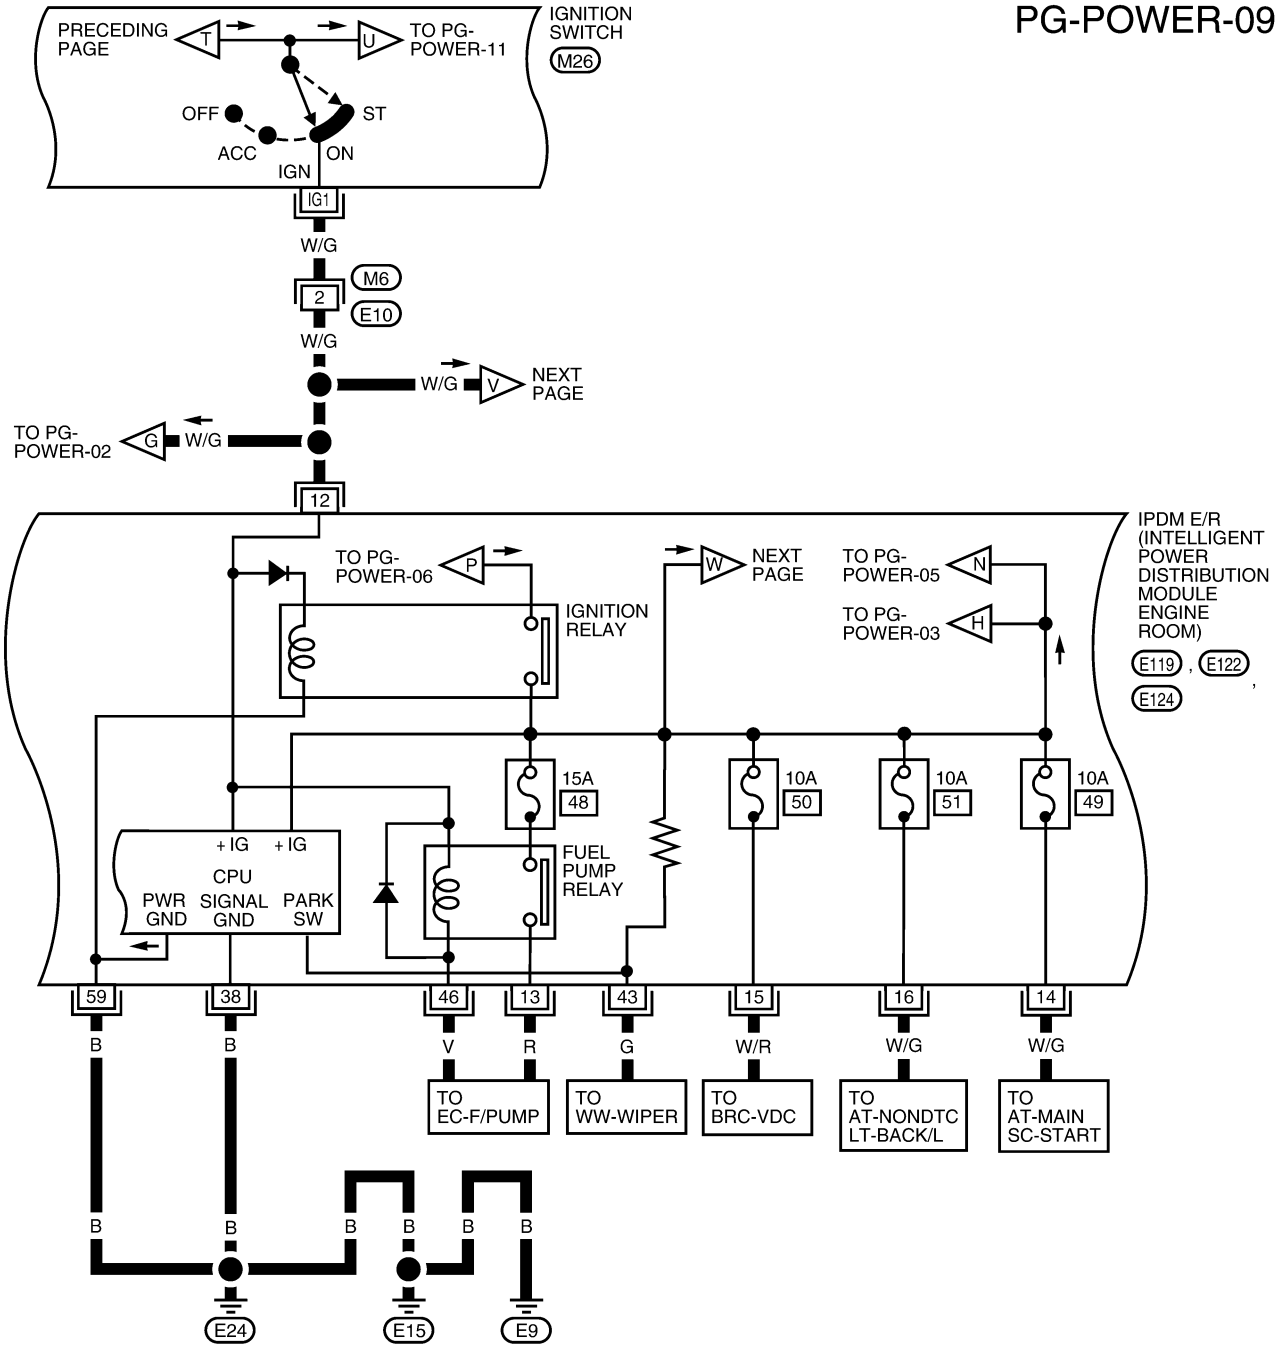 PG-POWER-09
PRECEDING
PAGE
T
U
TO PG-
POWER-11
IGNITION
SWITCH
M26
OFF
ST
ACC
ON
IGN
IG1
W/G
M6
2
E10
W/G
W/G
V
NEXT
PAGE
TO PG-
POWER-02
G
W/G
12
IPDM E/R
(INTELLIGENT
POWER
DISTRIBUTION
MODULE
ENGINE
ROOM)
E119 , E122 ,
E124
TO PG-
POWER-06
P
W
NEXT
PAGE
TO PG-
POWER-05
N
TO PG-
POWER-03
H
IGNITION
RELAY
15A
48
10A
50
10A
51
10A
49
+ IG
+ IG
CPU
PWR
GND
SIGNAL
GND
PARK
SW
FUEL
PUMP
RELAY
59
38
46
13
43
15
16
14
B
B
V
R
G
W/R
W/G
W/G
TO
EC-F/PUMP
TO
WW-WIPER
TO
BRC-VDC
TO
AT-NONDTC
LT-BACK/L
TO
AT-MAIN
SC-START
B
B
B
B
B
B
E24
E15
E9